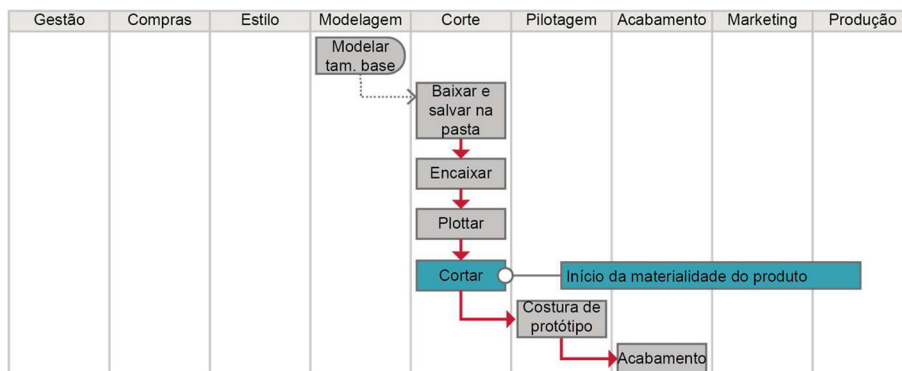 Gestão Compras Estilo Modelagem Corte Pilotagem Acabamento Marketing Produção
Modelar
tam. base
Baixar e
salvar na
pasta
Encaixar
Plottar
Cortar
Início da materialidade do produto
Costura de
protótipo
Acabamento